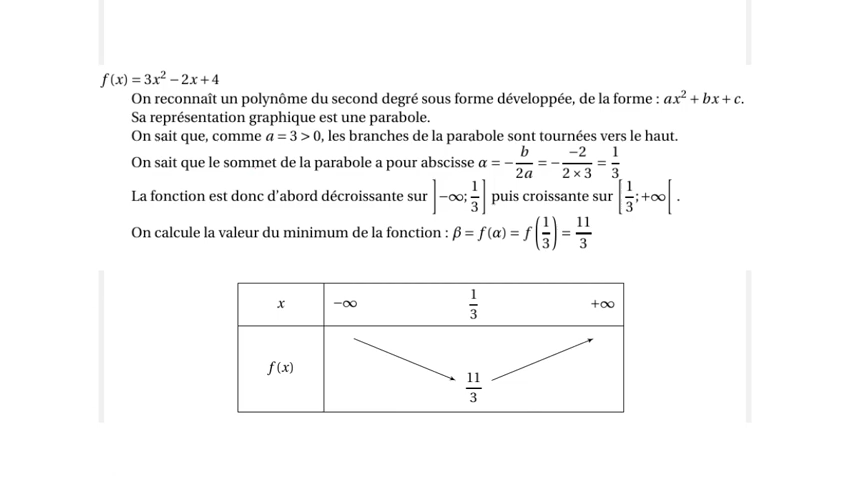 f(x) = 3x² − 2x + 4
On reconnaît un polynôme du second degré sous forme développée, de la forme : ax² + bx + c.
Sa représentation graphique est une parabole.
On sait que, comme a = 3 > 0, les branches de la parabole sont tournées vers le haut.
On sait que le sommet de la parabole a pour abscisse α = −b/2a = −−2/2 × 3 = 1/3
La fonction est donc d'abord décroissante sur ]−∞; 1/3] puis croissante sur [1/3; +∞[ .
On calcule la valeur du minimum de la fonction : β = f(α) = f(1/3) = 11/3
x −∞ 1/3 +∞
f(x) 11/3